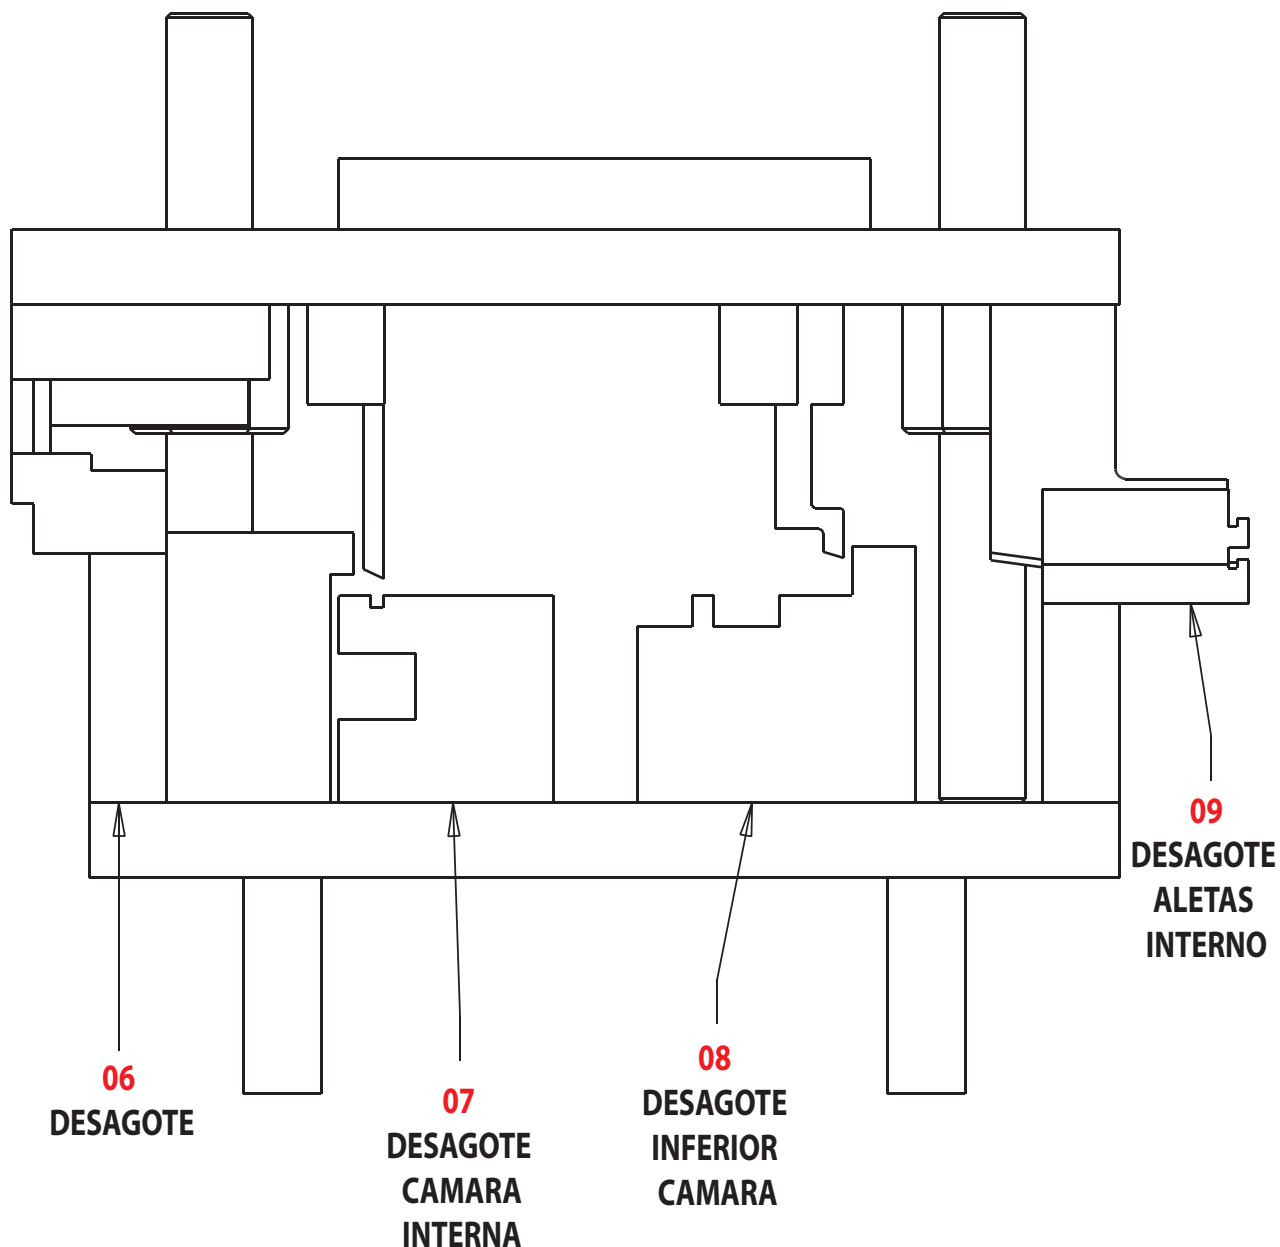 06
DESAGOTE
07
DESAGOTE
CAMARA
INTERNA
08
DESAGOTE
INFERIOR
CAMARA
09
DESAGOTE
ALETAS
INTERNO